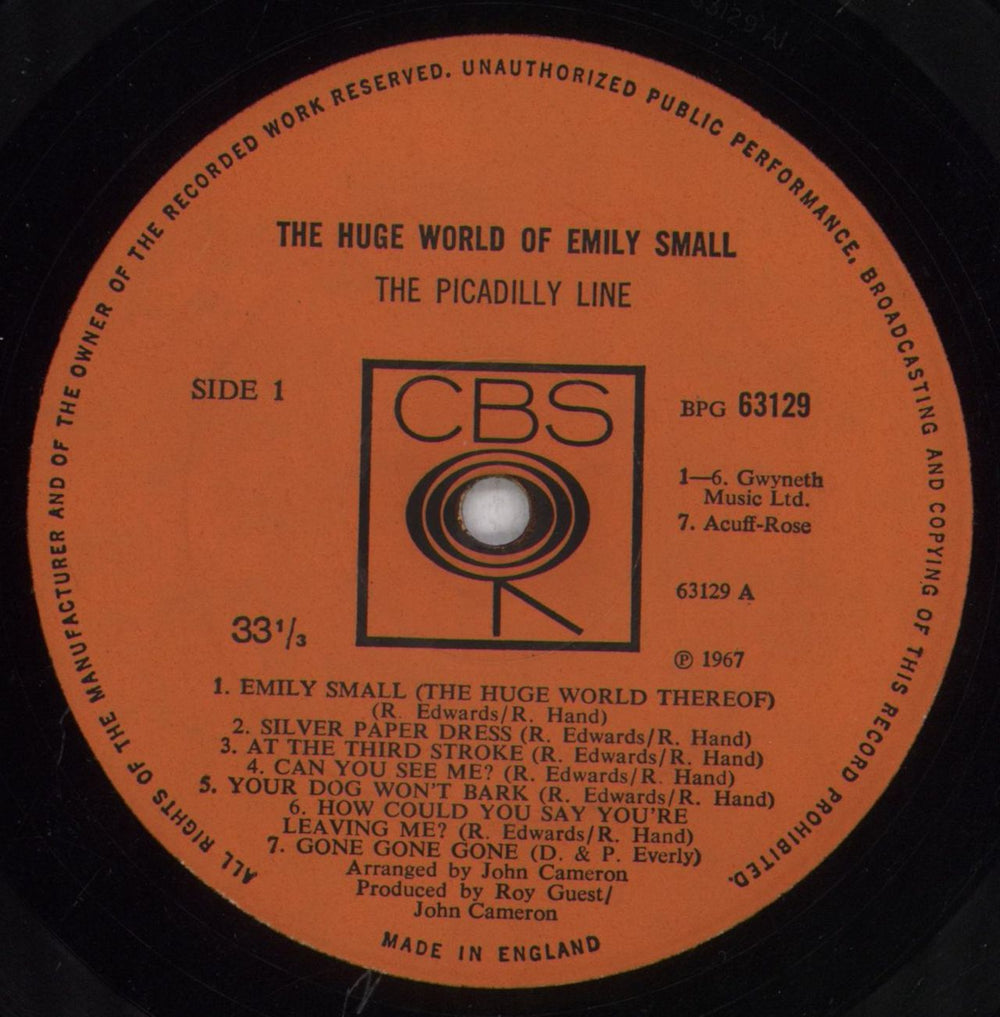 63129 A1
ALL RIGHTS OF THE MANUFACTURER AND OF THE OWNER OF THE RECORDED WORK RESERVED. UNAUTHORIZED PUBLIC PERFORMANCE, BROADCASTING AND COPYING OF THIS RECORD PROHIBITED.
THE HUGE WORLD OF EMILY SMALL
THE PICADILLY LINE
SIDE 1
CBS
BPG 63129
1—6. Gwyneth
Music Ltd.
7. Acuff-Rose
63129 A
33 1/3
℗ 1967
1. EMILY SMALL (THE HUGE WORLD THEREOF)
(R. Edwards/R. Hand)
2. SILVER PAPER DRESS (R. Edwards/R. Hand)
3. AT THE THIRD STROKE (R. Edwards/R. Hand)
4. CAN YOU SEE ME? (R. Edwards/R. Hand)
5. YOUR DOG WON'T BARK (R. Edwards/R. Hand)
6. HOW COULD YOU SAY YOU'RE
LEAVING ME? (R. Edwards/R. Hand)
7. GONE GONE GONE (D. & P. Everly)
Arranged by John Cameron
Produced by Roy Guest/
John Cameron
MADE IN ENGLAND